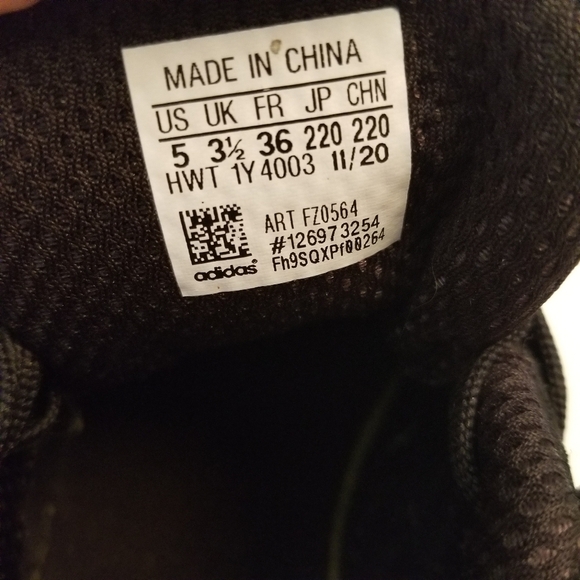 MADE IN CHINA
US UK FR JP CHN
5 3½ 36 220 220
HWT 1Y4003 11/20
ART FZ0564
#126973254
Fh9SQXPf00264
adidas